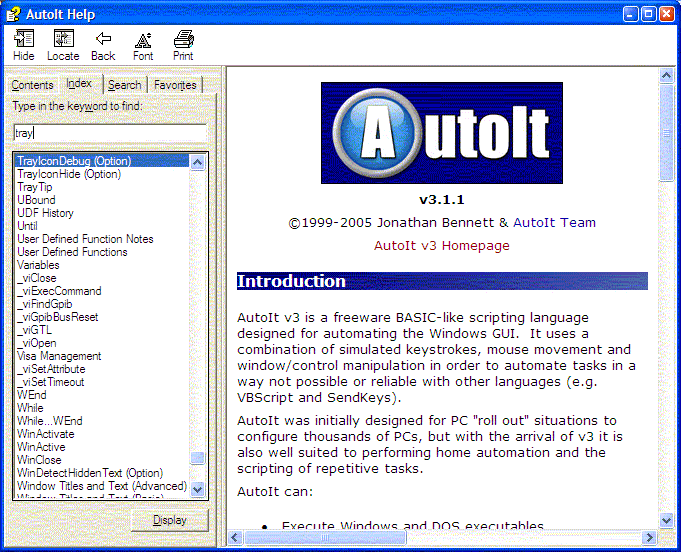 AutoIt Help
Hide Locate Back Font Print
Contents Index Search Favorites
Type in the keyword to find:
tray
TrayIconDebug (Option)
TrayIconHide (Option)
TrayTip
UBound
UDF History
Until
User Defined Function Notes
User Defined Functions
Variables
_viClose
_viExecCommand
_viFindGpib
_viGpibBusReset
_viGTL
_viOpen
Visa Management
_viSetAttribute
_viSetTimeout
WEnd
While
While...WEnd
WinActivate
WinActive
WinClose
WinDetectHiddenText (Option)
Window Titles and Text (Advanced)
Window Titles and Text (Basic)
Display
AutoIt
v3.1.1
©1999-2005 Jonathan Bennett & AutoIt Team
AutoIt v3 Homepage
Introduction
AutoIt v3 is a freeware BASIC-like scripting language
designed for automating the Windows GUI. It uses a
combination of simulated keystrokes, mouse movement and
window/control manipulation in order to automate tasks in a
way not possible or reliable with other languages (e.g.
VBScript and SendKeys).
AutoIt was initially designed for PC "roll out" situations to
configure thousands of PCs, but with the arrival of v3 it is
also well suited to performing home automation and the
scripting of repetitive tasks.
AutoIt can:
• Execute Windows and DOS executables